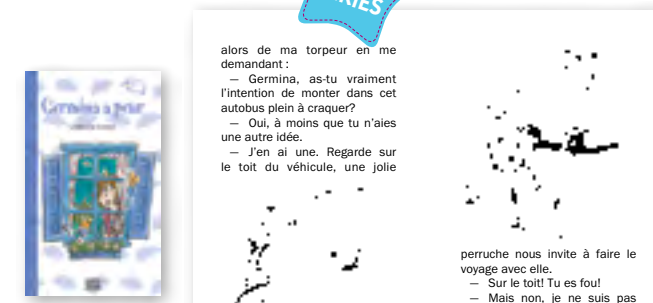 RIES
Germina a peur
alors de ma torpeur en me
demandant :
— Germina, as-tu vraiment
l'intention de monter dans cet
autobus plein à craquer?
— Oui, à moins que tu n'aies
une autre idée.
— J'en ai une. Regarde sur
le toit du véhicule, une jolie
perruche nous invite à faire le
voyage avec elle.
— Sur le toit! Tu es fou!
— Mais non, je ne suis pas